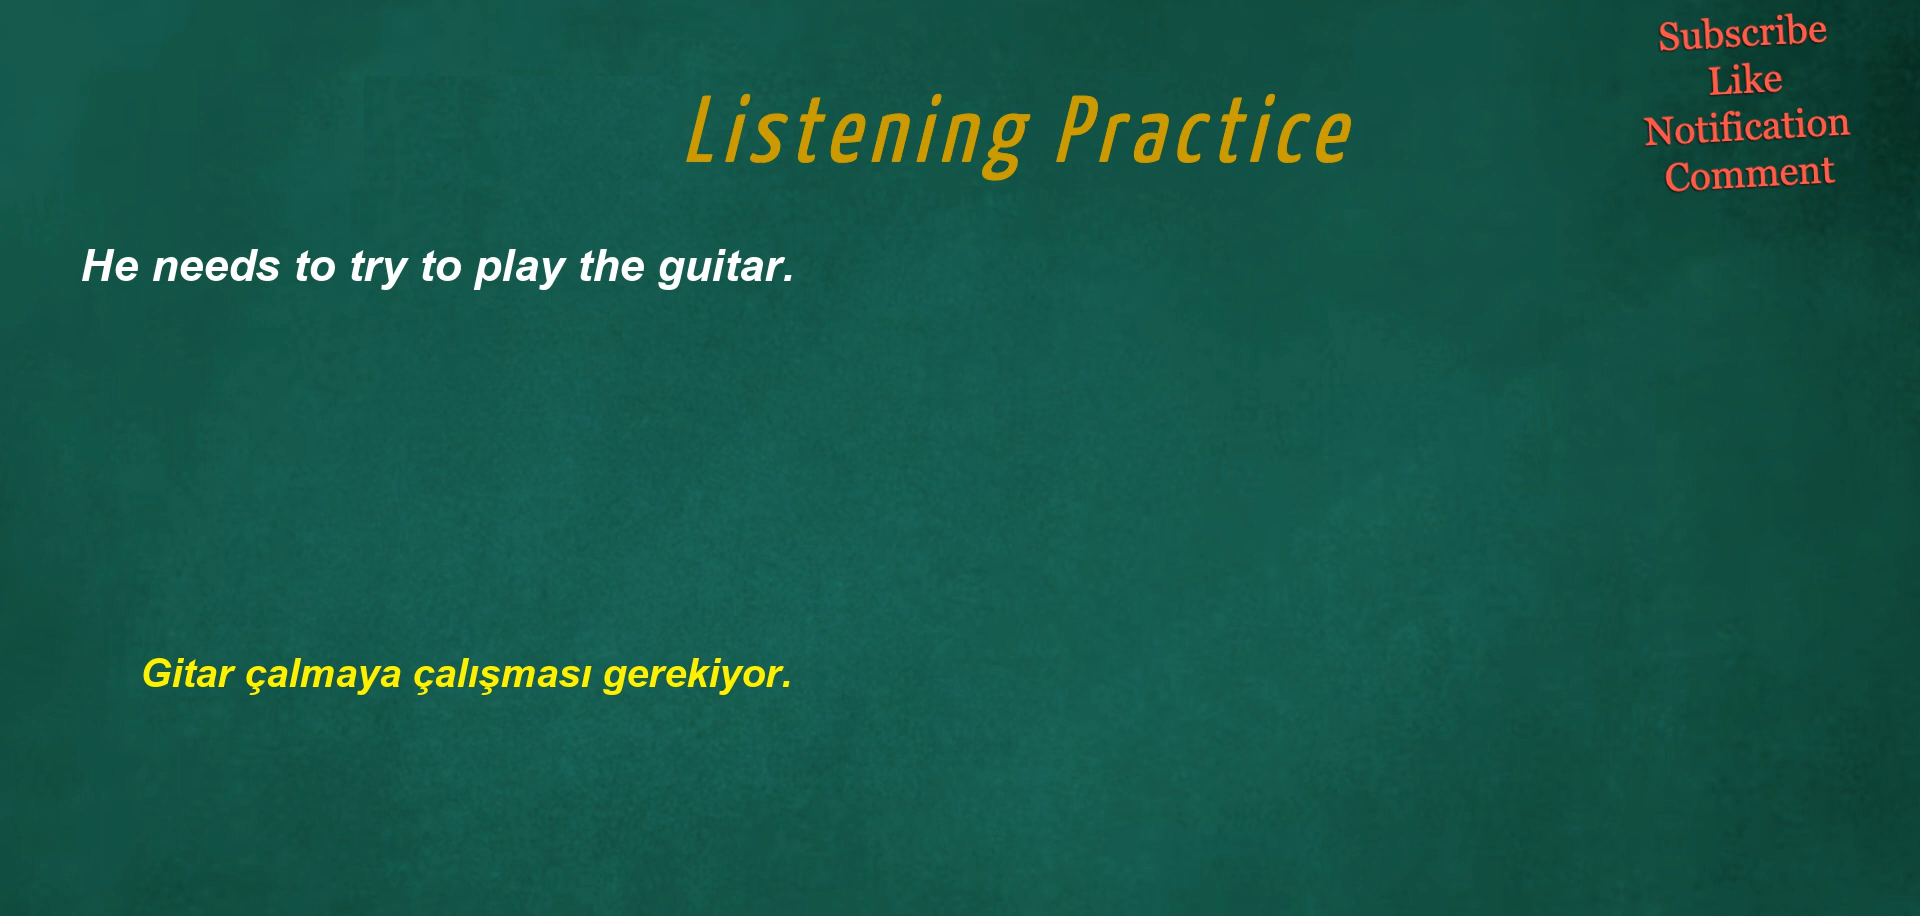 Subscribe
Like
Notification
Comment
Listening Practice
He needs to try to play the guitar.
Gitar çalmaya çalışması gerekiyor.